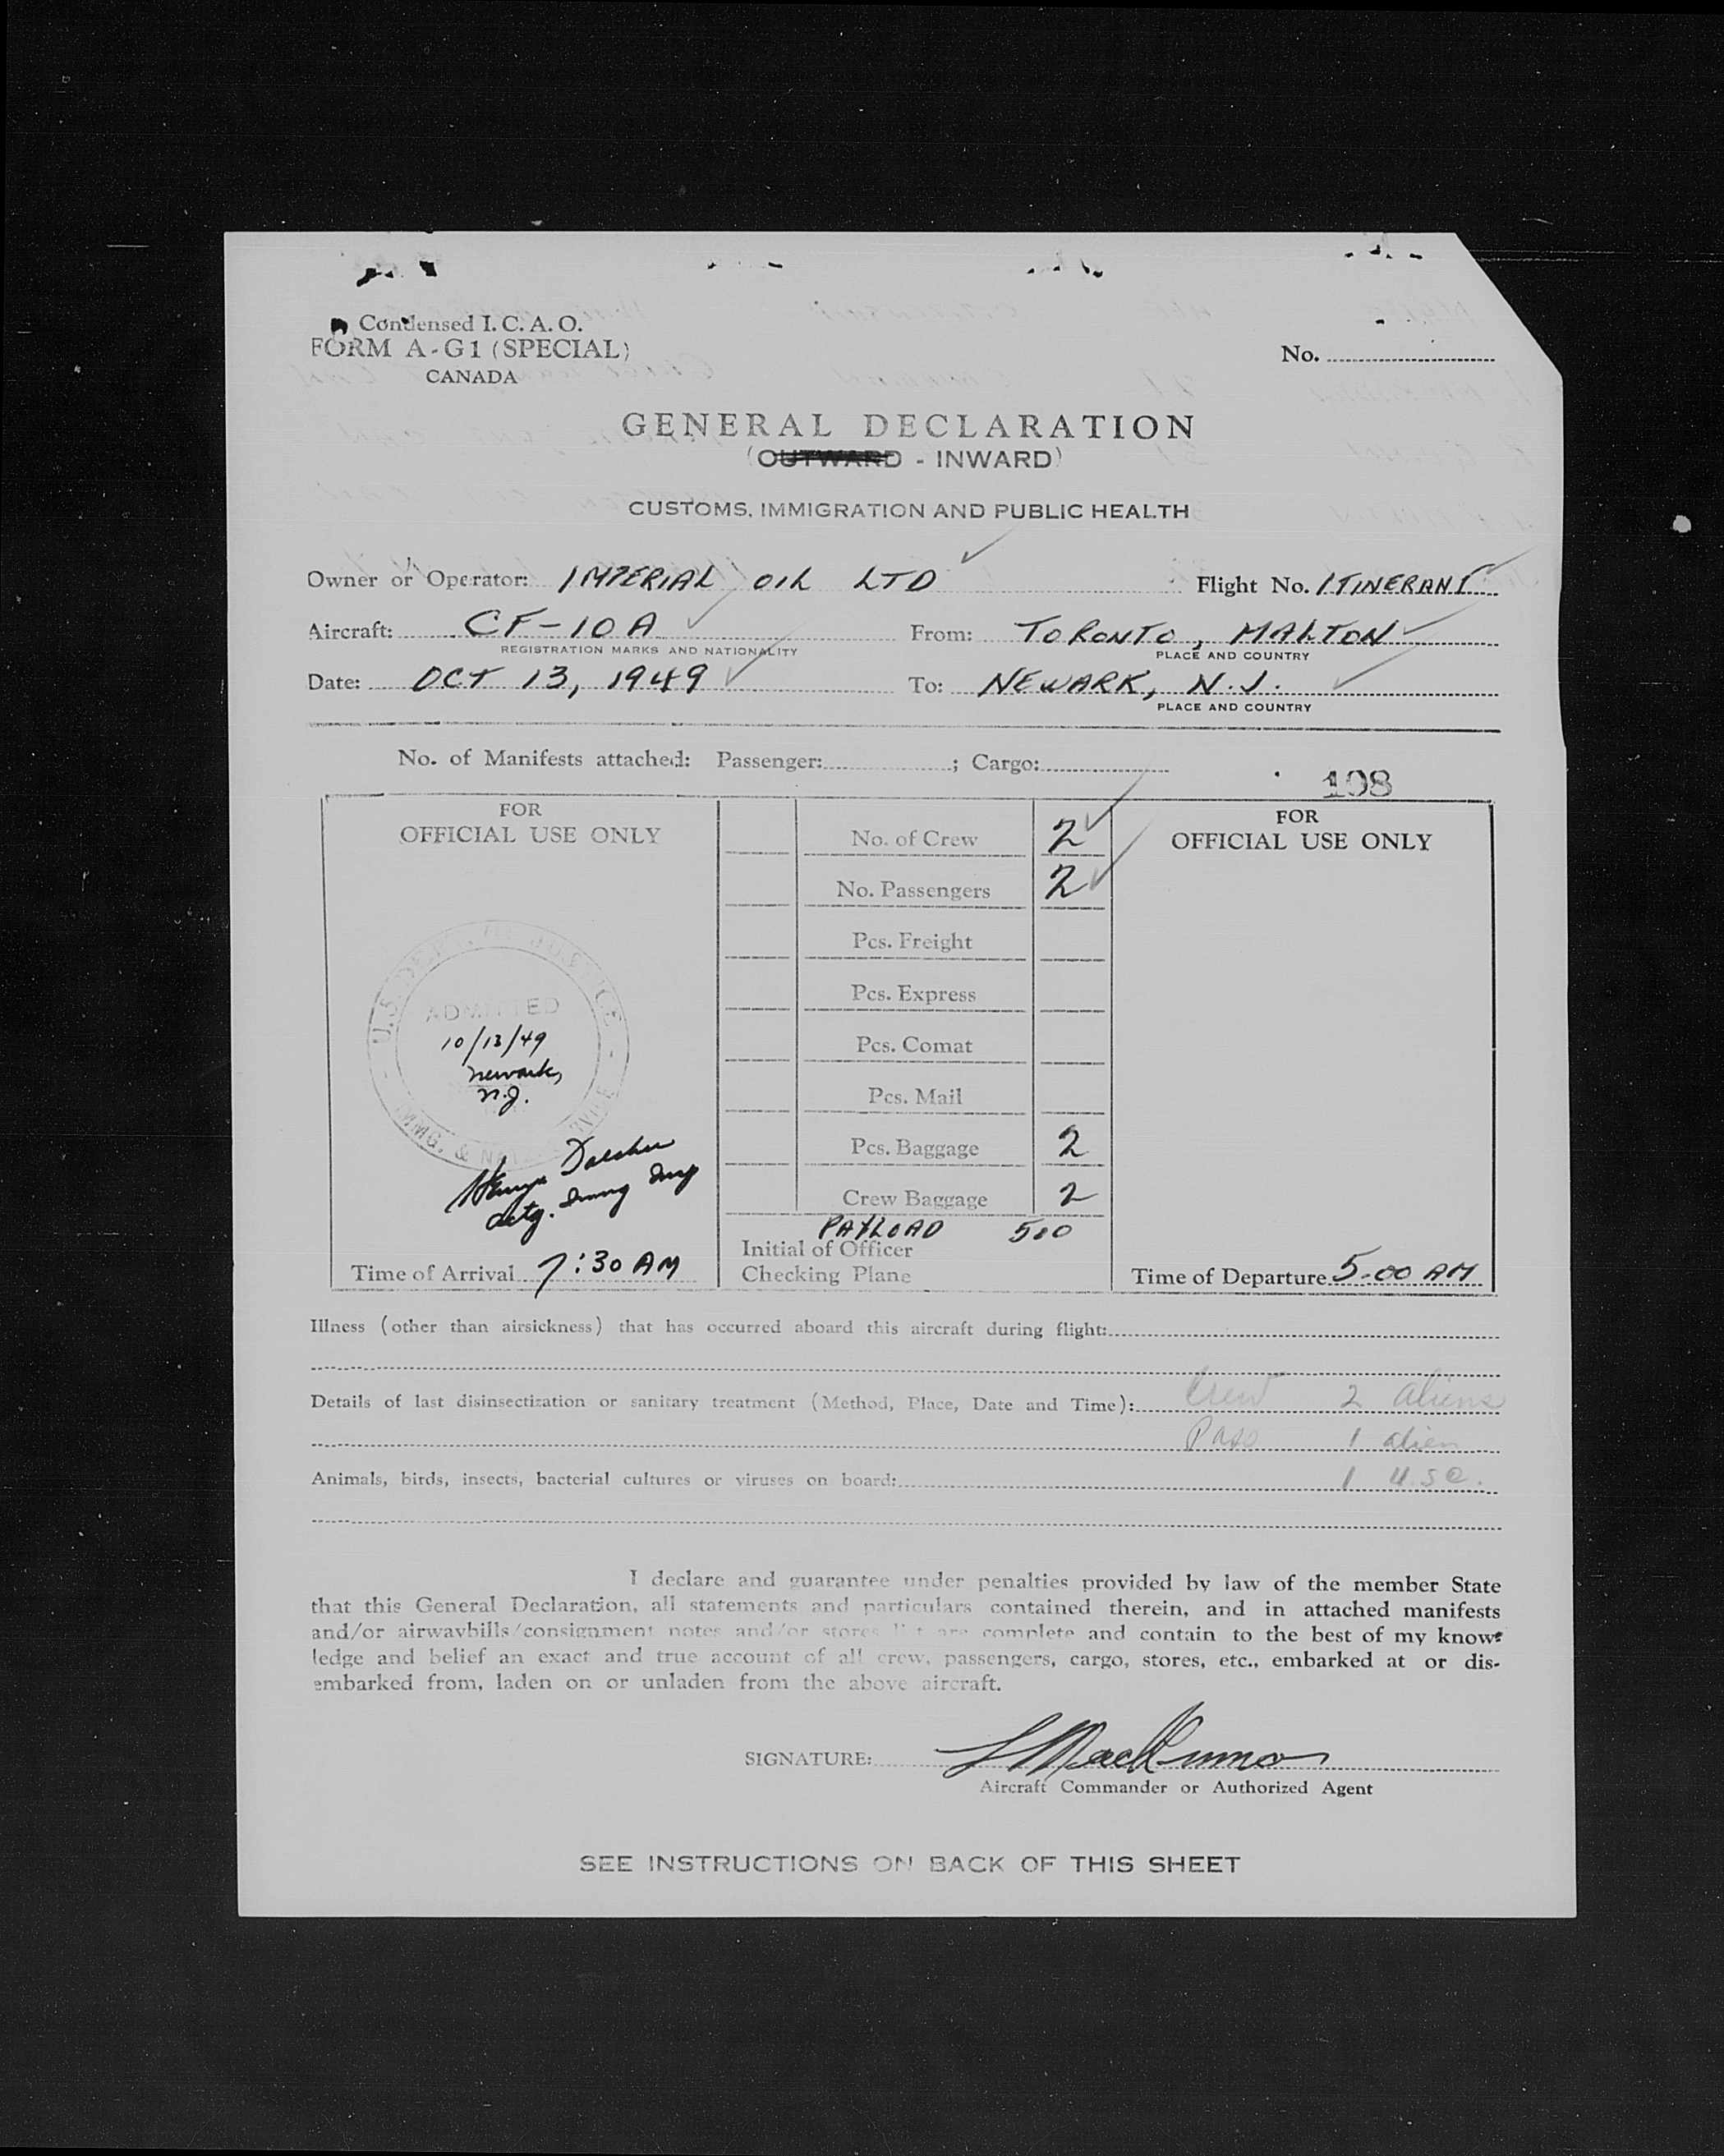 Condensed I. C. A. O.
FORM A-G1 (SPECIAL)
CANADA
No.
GENERAL DECLARATION
(OUTWARD - INWARD)
CUSTOMS, IMMIGRATION AND PUBLIC HEALTH
Owner or Operator: IMPERIAL OIL LTD Flight No. ITINERANT
Aircraft: CF-10A From: TORONTO, MALTON
REGISTRATION MARKS AND NATIONALITY PLACE AND COUNTRY
Date: OCT 13, 1949 To: NEWARK, N.J.
PLACE AND COUNTRY
No. of Manifests attached: Passenger: ; Cargo:
198
FOR
OFFICIAL USE ONLY
U.S. DEPT. OF JUSTICE
ADMITTED
10/13/49
Newark,
N.J.
IMMG. & NAT.
Actg. Immg Insp
Time of Arrival 7:30 AM
No. of Crew 2
No. Passengers 2
Pcs. Freight
Pcs. Express
Pcs. Comat
Pcs. Mail
Pcs. Baggage 2
Crew Baggage 2
PAYLOAD 500
Initial of Officer
Checking Plane
FOR
OFFICIAL USE ONLY
Time of Departure 5.00 AM
Illness (other than airsickness) that has occurred aboard this aircraft during flight:
Details of last disinsectization or sanitary treatment (Method, Place, Date and Time): Crew 2 aliens
Pass 1 alien
Animals, birds, insects, bacterial cultures or viruses on board: 1 U.S.C.
I declare and guarantee under penalties provided by law of the member State
that this General Declaration, all statements and particulars contained therein, and in attached manifests
and/or airwaybills/consignment notes and/or stores list are complete and contain to the best of my know-
ledge and belief an exact and true account of all crew, passengers, cargo, stores, etc., embarked at or dis-
embarked from, laden on or unladen from the above aircraft.
SIGNATURE:
Aircraft Commander or Authorized Agent
SEE INSTRUCTIONS ON BACK OF THIS SHEET